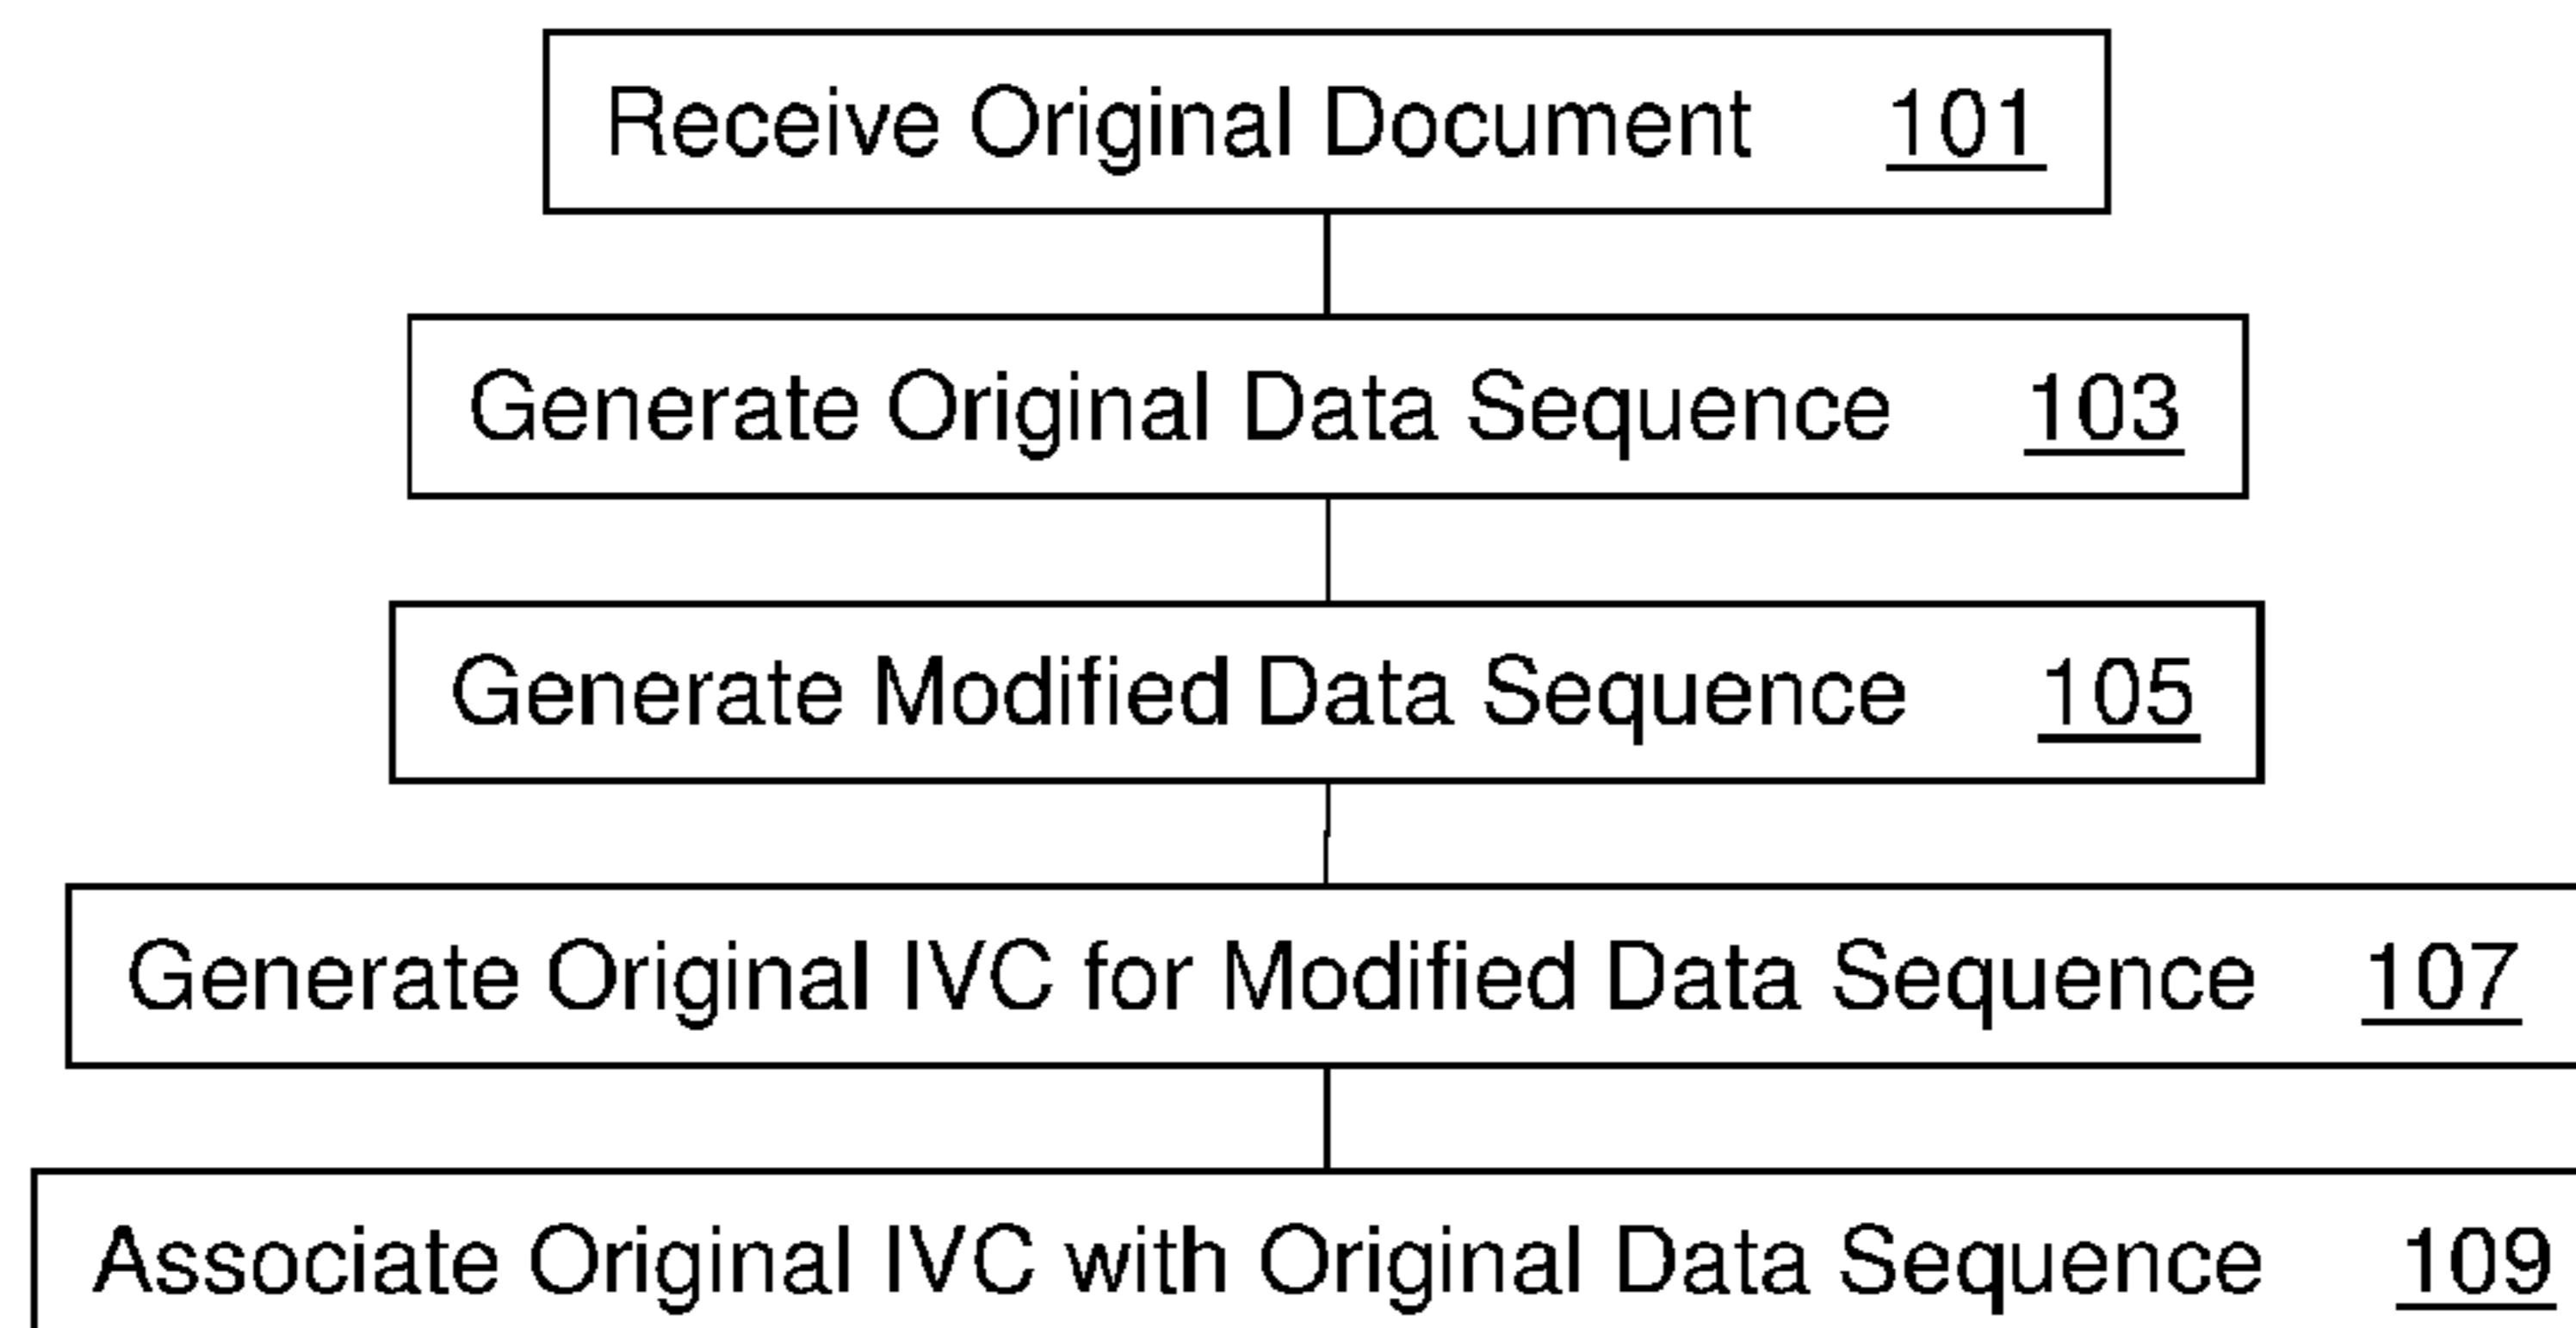 Receive Original Document 101
Generate Original Data Sequence 103
Generate Modified Data Sequence 105
Generate Original IVC for Modified Data Sequence 107
Associate Original IVC with Original Data Sequence 109